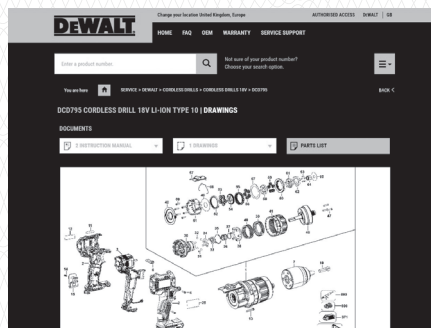 DEWALT.
Change your location United Kingdom, Europe
AUTHORISED ACCESS DEWALT GB
HOME FAQ OEM WARRANTY SERVICE SUPPORT
Enter a product number.
Not sure of your product number?
Choose your search option.
You are here
SERVICE > DEWALT > CORDLESS DRILLS > CORDLESS DRILLS 18V > DCD795
BACK <
DCD795 CORDLESS DRILL 18V LI-ION TYPE 10 | DRAWINGS
DOCUMENTS
5 INSTRUCTION MANUAL
1 DRAWINGS
PARTS LIST